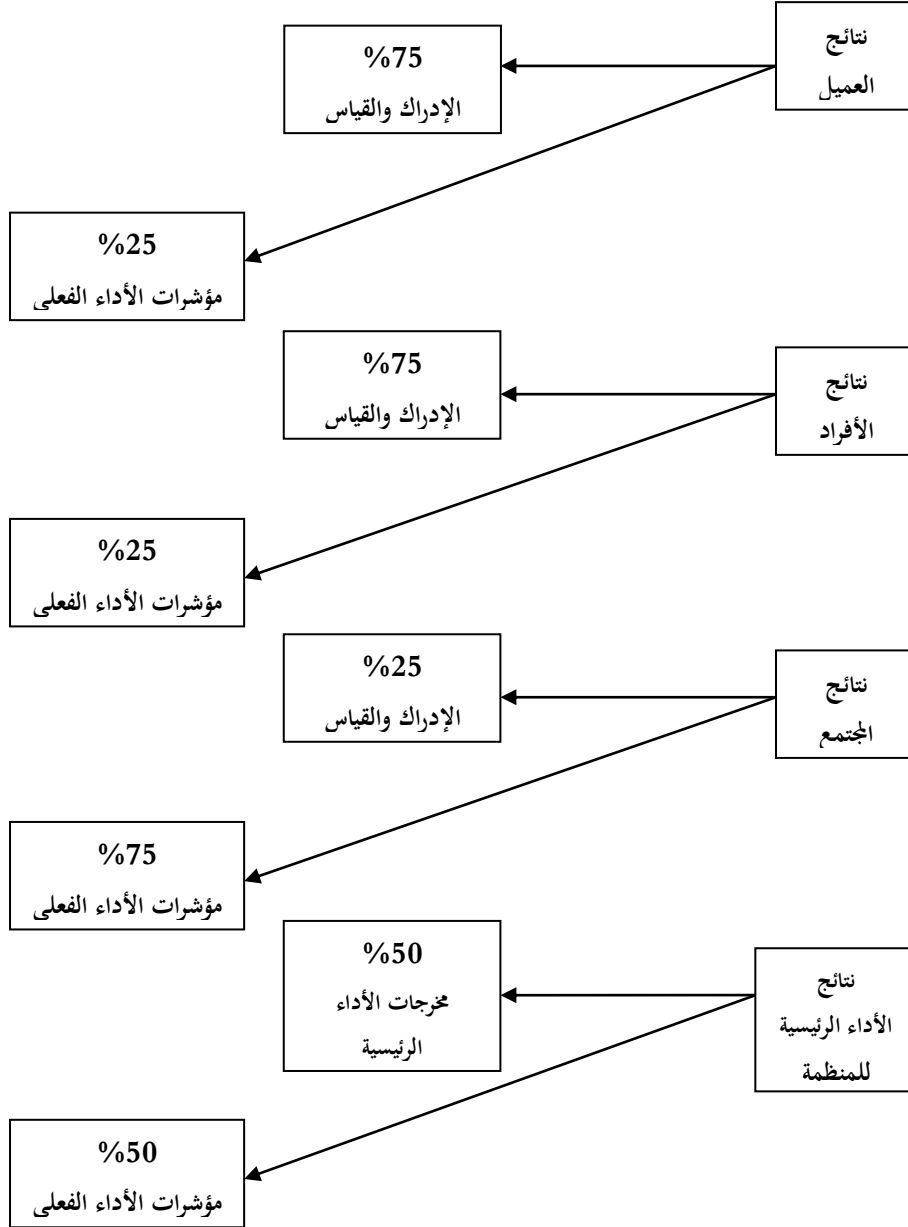 نتائج
العميل
%75
الإدراك والقياس
%25
مؤشرات الأداء الفعلى
نتائج
الأفراد
%75
الإدراك والقياس
%25
مؤشرات الأداء الفعلى
نتائج
المجتمع
%25
الإدراك والقياس
%75
مؤشرات الأداء الفعلى
نتائج
الأداء الرئيسية
للمنظمة
%50
مخرجات الأداء
الرئيسية
%50
مؤشرات الأداء الفعلى